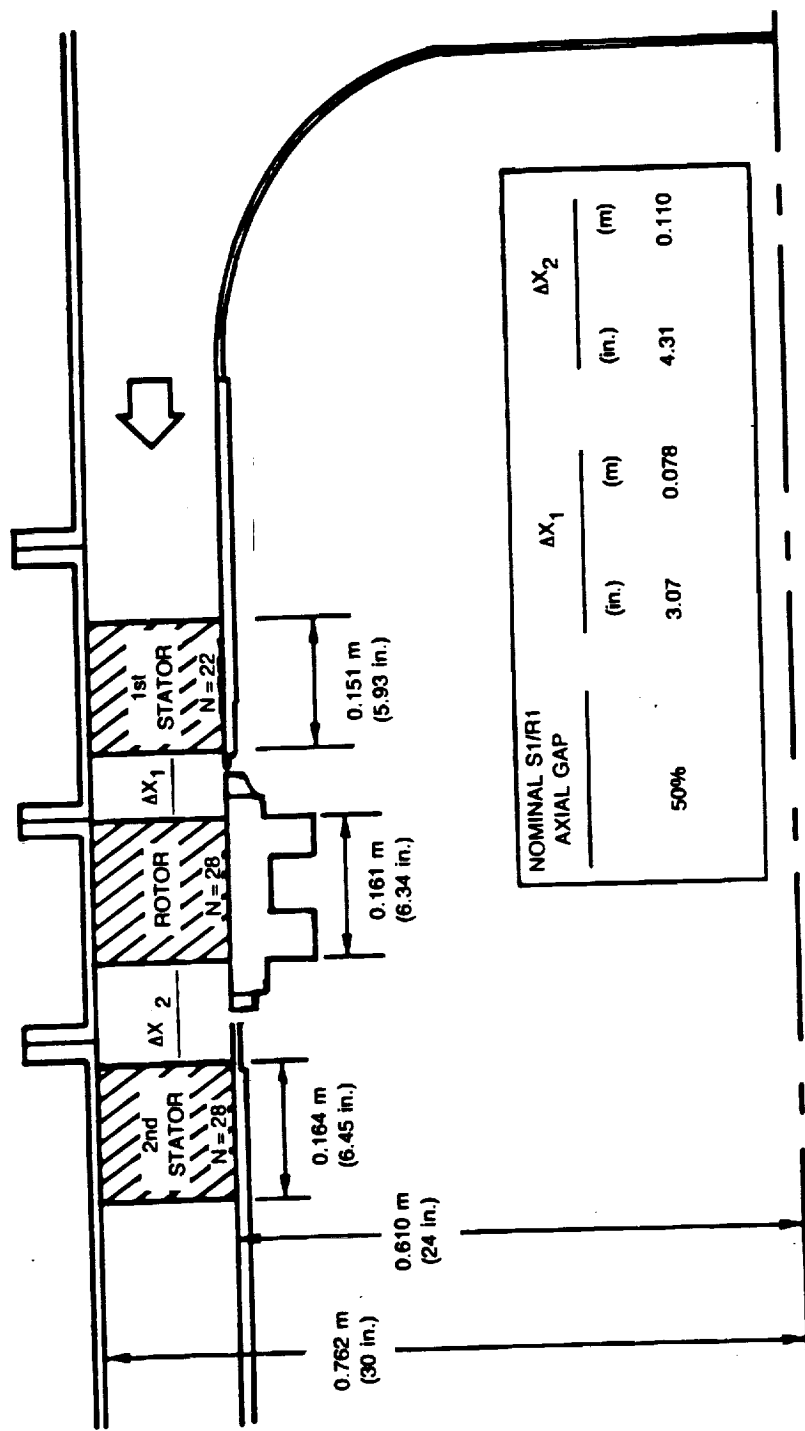 1st
STATOR
N = 22
ΔX1
ROTOR
N = 28
ΔX 2
2nd
STATOR
N = 28
0.151 m
(5.93 in.)
0.161 m
(6.34 in.)
0.164 m
(6.45 in.)
0.610 m
(24 in.)
0.762 m
(30 in.)
NOMINAL S1/R1
AXIAL GAP
ΔX1
ΔX2
(in.) (m) (in.) (m)
50% 3.07 0.078 4.31 0.110